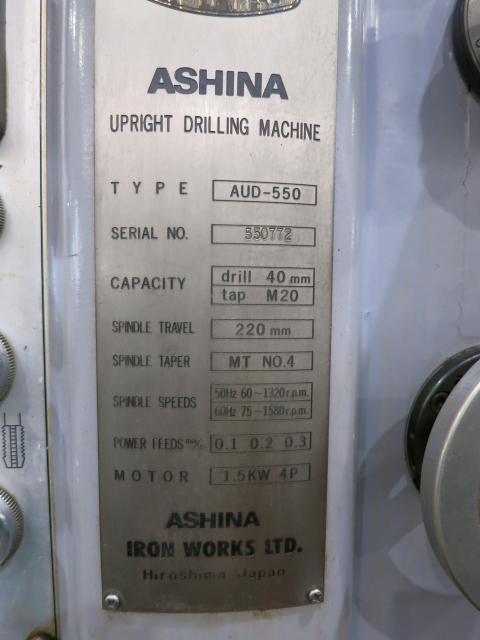 ASHINA
UPRIGHT DRILLING MACHINE
TYPE AUD-550
SERIAL NO. 550772
CAPACITY drill 40 mm
tap M20
SPINDLE TRAVEL 220 mm
SPINDLE TAPER MT NO.4
SPINDLE SPEEDS 50Hz 60~1320r.p.m.
60Hz 75~1580r.p.m.
POWER FEEDS 0.1 0.2 0.3
MOTOR 1.5KW 4P
ASHINA
IRON WORKS LTD.
Hiroshima Japan